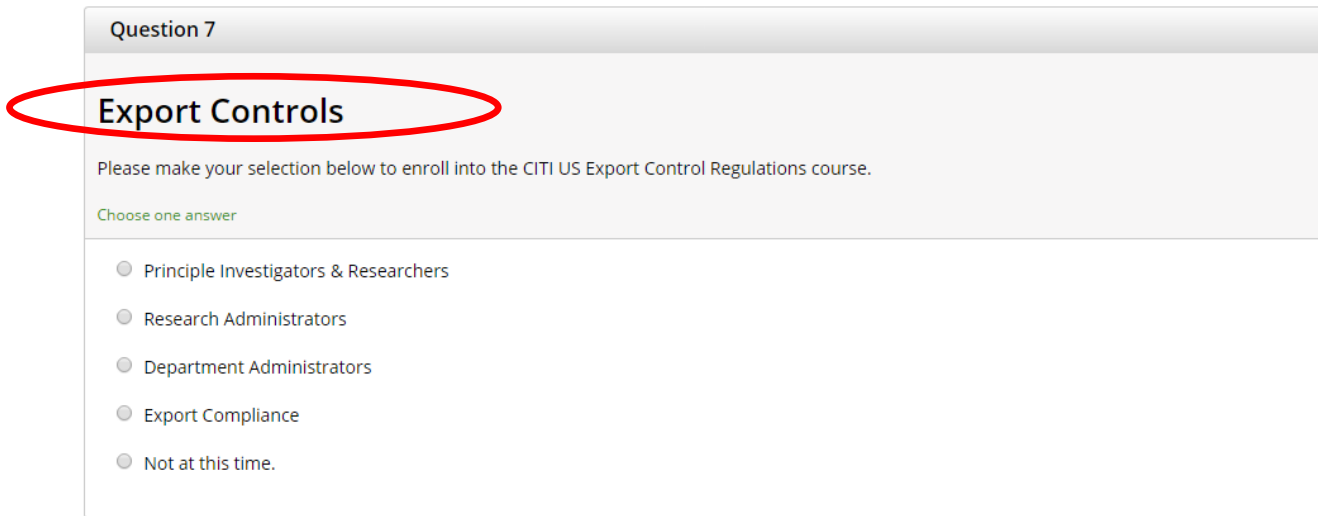 Question 7
Export Controls
Please make your selection below to enroll into the CITI US Export Control Regulations course.
Choose one answer
Principle Investigators & Researchers
Research Administrators
Department Administrators
Export Compliance
Not at this time.